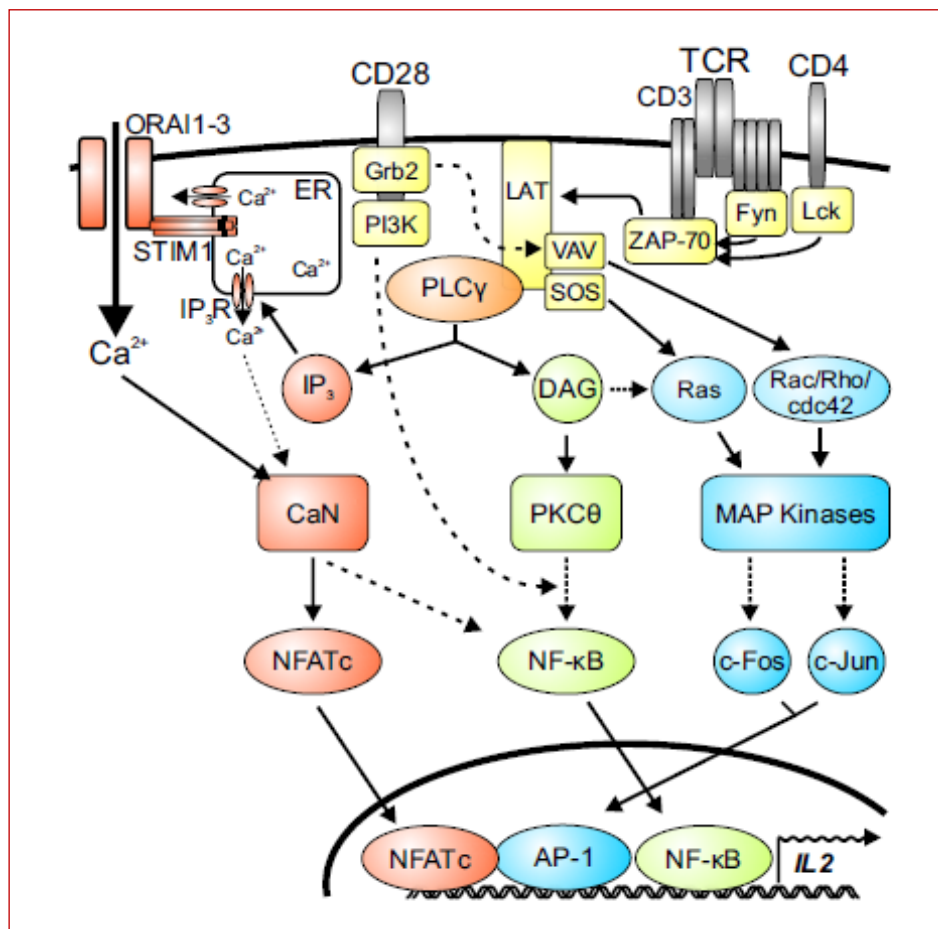 CD28
TCR
CD4
CD3
ORAI1-3
Grb2
ER
Ca²⁺
LAT
PI3K
Fyn
Lck
ZAP-70
STIM1
VAV
Ca²⁺
Ca²⁺
PLCγ
SOS
IP₃R
Ca²⁺
Ca²⁺
IP₃
DAG
Ras
Rac/Rho/
cdc42
CaN
PKCθ
MAP Kinases
NFATc
NF-κB
c-Fos
c-Jun
NFATc
AP-1
NF-κB
IL2